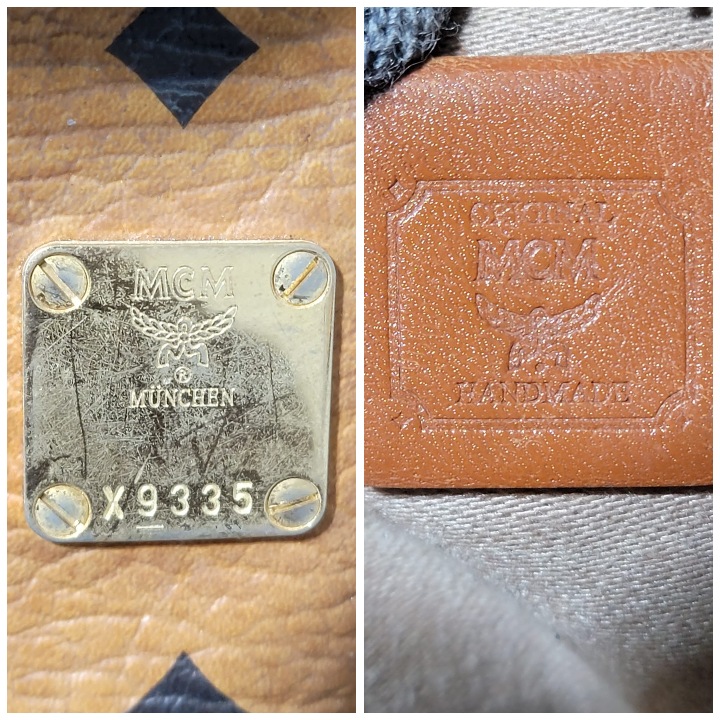 MCM
®
MÜNCHEN
X9335
ORIGINAL
MCM
HANDMADE